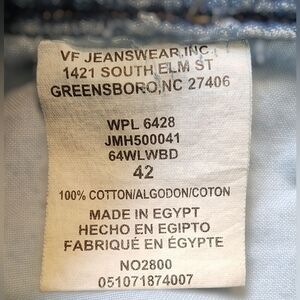 VF JEANSWEAR, INC
1421 SOUTH ELM ST
GREENSBORO, NC 27406
WPL 6428
JMH500041
64WLWBD
42
100% COTTON/ALGODON/COTON
MADE IN EGYPT
HECHO EN EGIPTO
FABRIQUÉ EN ÉGYPTE
NO2800
051071874007